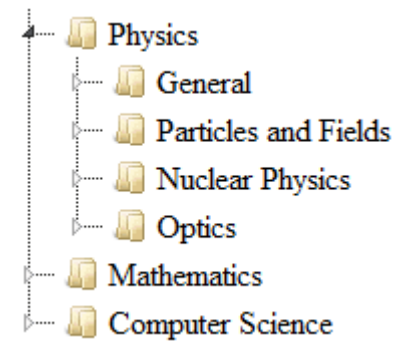 Physics
General
Particles and Fields
Nuclear Physics
Optics
Mathematics
Computer Science